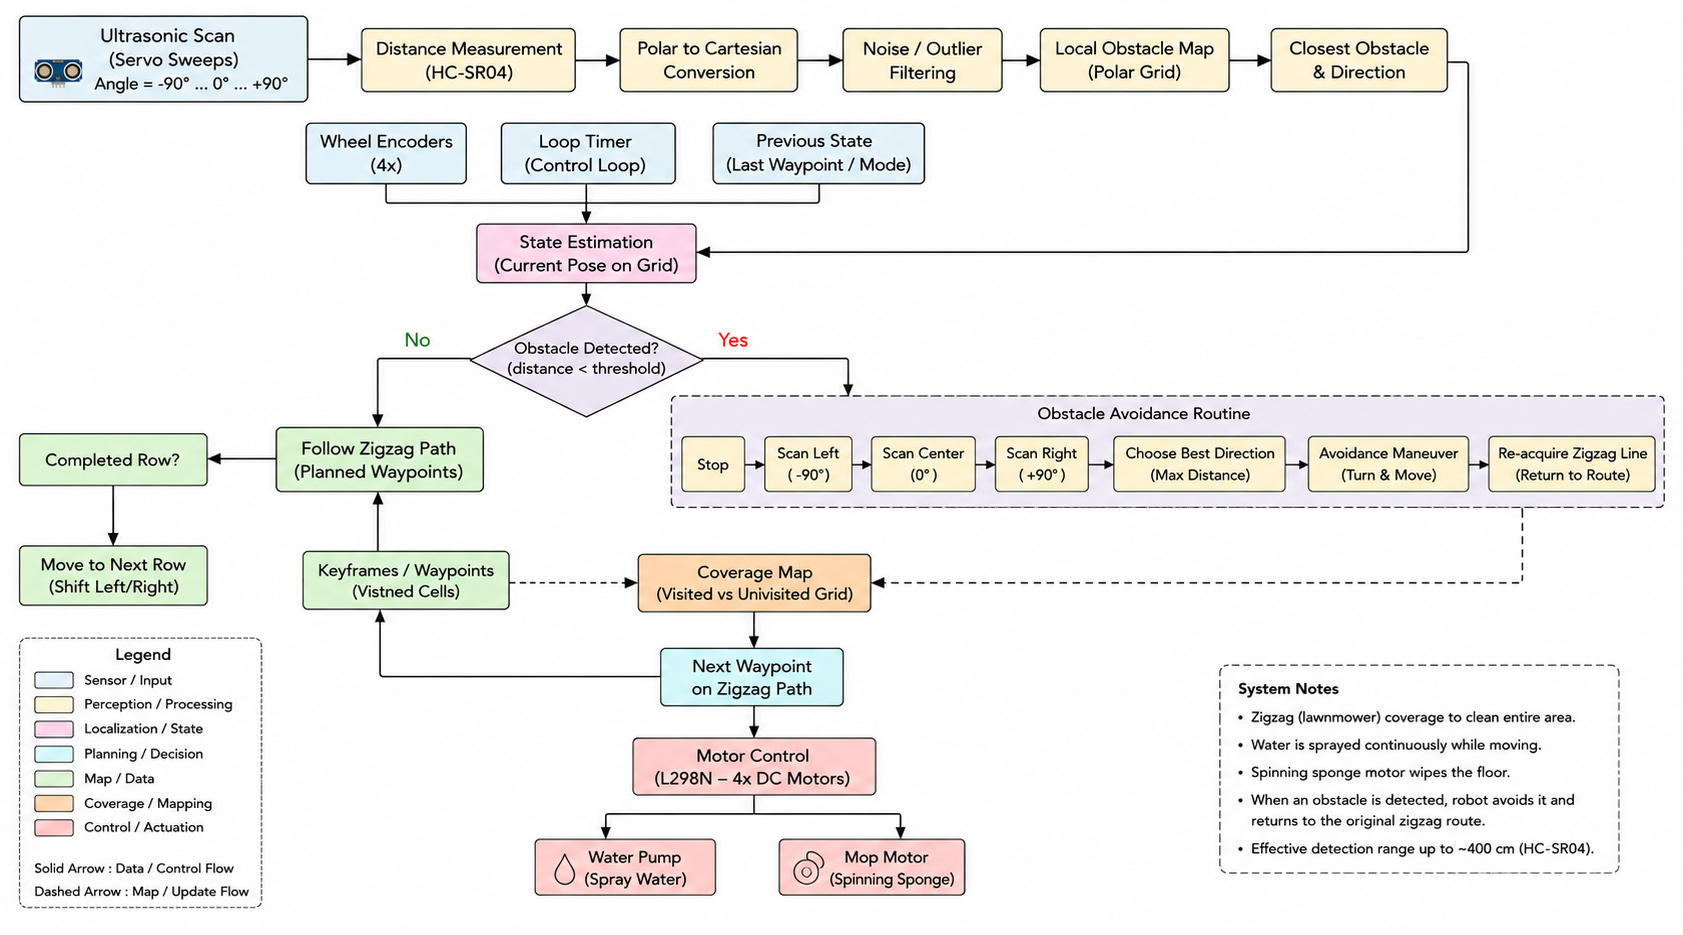 Ultrasonic Scan
(Servo Sweeps)
Angle = -90° ... 0° ... +90°
Distance Measurement
(HC-SR04)
Polar to Cartesian
Conversion
Noise / Outlier
Filtering
Local Obstacle Map
(Polar Grid)
Closest Obstacle
& Direction
Wheel Encoders
(4x)
Loop Timer
(Control Loop)
Previous State
(Last Waypoint / Mode)
State Estimation
(Current Pose on Grid)
No
Obstacle Detected?
(distance < threshold)
Yes
Obstacle Avoidance Routine
Stop
Scan Left
( -90°)
Scan Center
(0°)
Scan Right
( +90°)
Choose Best Direction
(Max Distance)
Avoidance Maneuver
(Turn & Move)
Re-acquire Zigzag Line
(Return to Route)
Completed Row?
Follow Zigzag Path
(Planned Waypoints)
Move to Next Row
(Shift Left/Right)
Keyframes / Waypoints
(Vistned Cells)
Coverage Map
(Visited vs Univisited Grid)
Next Waypoint
on Zigzag Path
Motor Control
(L298N – 4x DC Motors)
Water Pump
(Spray Water)
Mop Motor
(Spinning Sponge)
Legend
Sensor / Input
Perception / Processing
Localization / State
Planning / Decision
Map / Data
Coverage / Mapping
Control / Actuation
Solid Arrow : Data / Control Flow
Dashed Arrow : Map / Update Flow
System Notes
• Zigzag (lawnmower) coverage to clean entire area.
• Water is sprayed continuously while moving.
• Spinning sponge motor wipes the floor.
• When an obstacle is detected, robot avoids it and
returns to the original zigzag route.
• Effective detection range up to ~400 cm (HC-SR04).